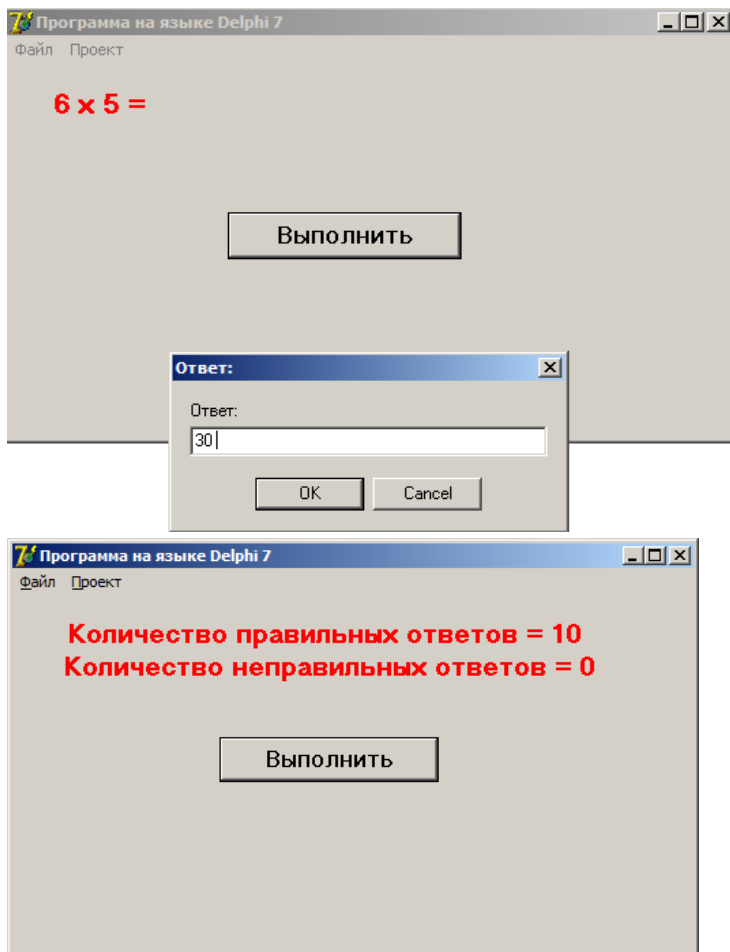 Программа на языке Delphi 7
Файл Проект
6 x 5 =
Выполнить
Ответ:
Ответ:
30
OK Cancel
Программа на языке Delphi 7
Файл Проект
Количество правильных ответов = 10
Количество неправильных ответов = 0
Выполнить